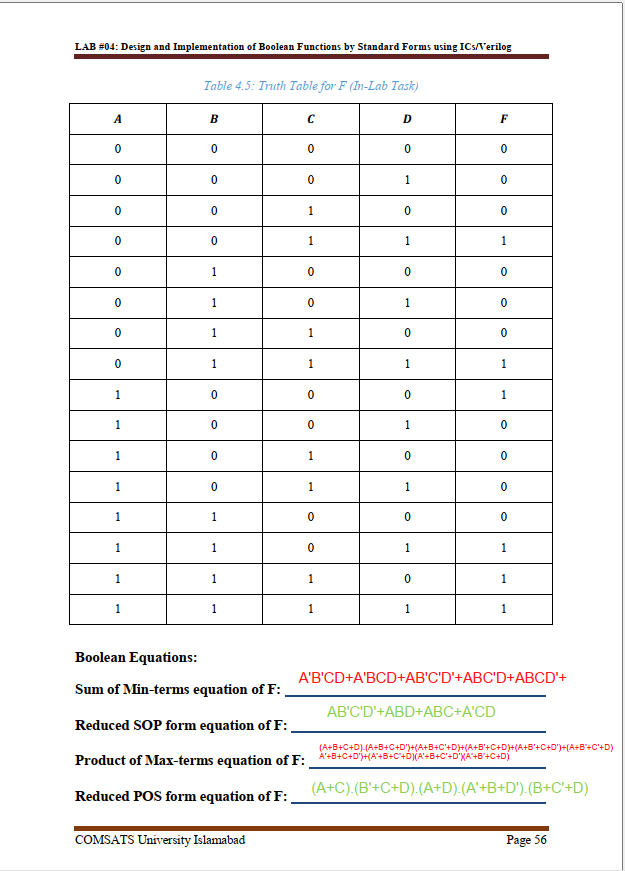 LAB #04: Design and Implementation of Boolean Functions by Standard Forms using ICs/Verilog
Table 4.5: Truth Table for F (In-Lab Task)
A B C D F
0 0 0 0 0
0 0 0 1 0
0 0 1 0 0
0 0 1 1 1
0 1 0 0 0
0 1 0 1 0
0 1 1 0 0
0 1 1 1 1
1 0 0 0 1
1 0 0 1 0
1 0 1 0 0
1 0 1 1 0
1 1 0 0 0
1 1 0 1 1
1 1 1 0 1
1 1 1 1 1
Boolean Equations:
Sum of Min-terms equation of F: A'B'CD+A'BCD+AB'C'D'+ABC'D+ABCD'+
Reduced SOP form equation of F: AB'C'D'+ABD+ABC+A'CD
Product of Max-terms equation of F: (A+B+C+D).(A+B+C+D')+(A+B+C'+D)+(A+B'+C+D)+(A+B'+C+D')+(A+B'+C'+D)
A'+B+C+D')+(A'+B+C'+D)(A'+B+C'+D')(A'+B'+C+D)
Reduced POS form equation of F: (A+C).(B'+C+D).(A+D).(A'+B+D').(B+C'+D)
COMSATS University Islamabad Page 56